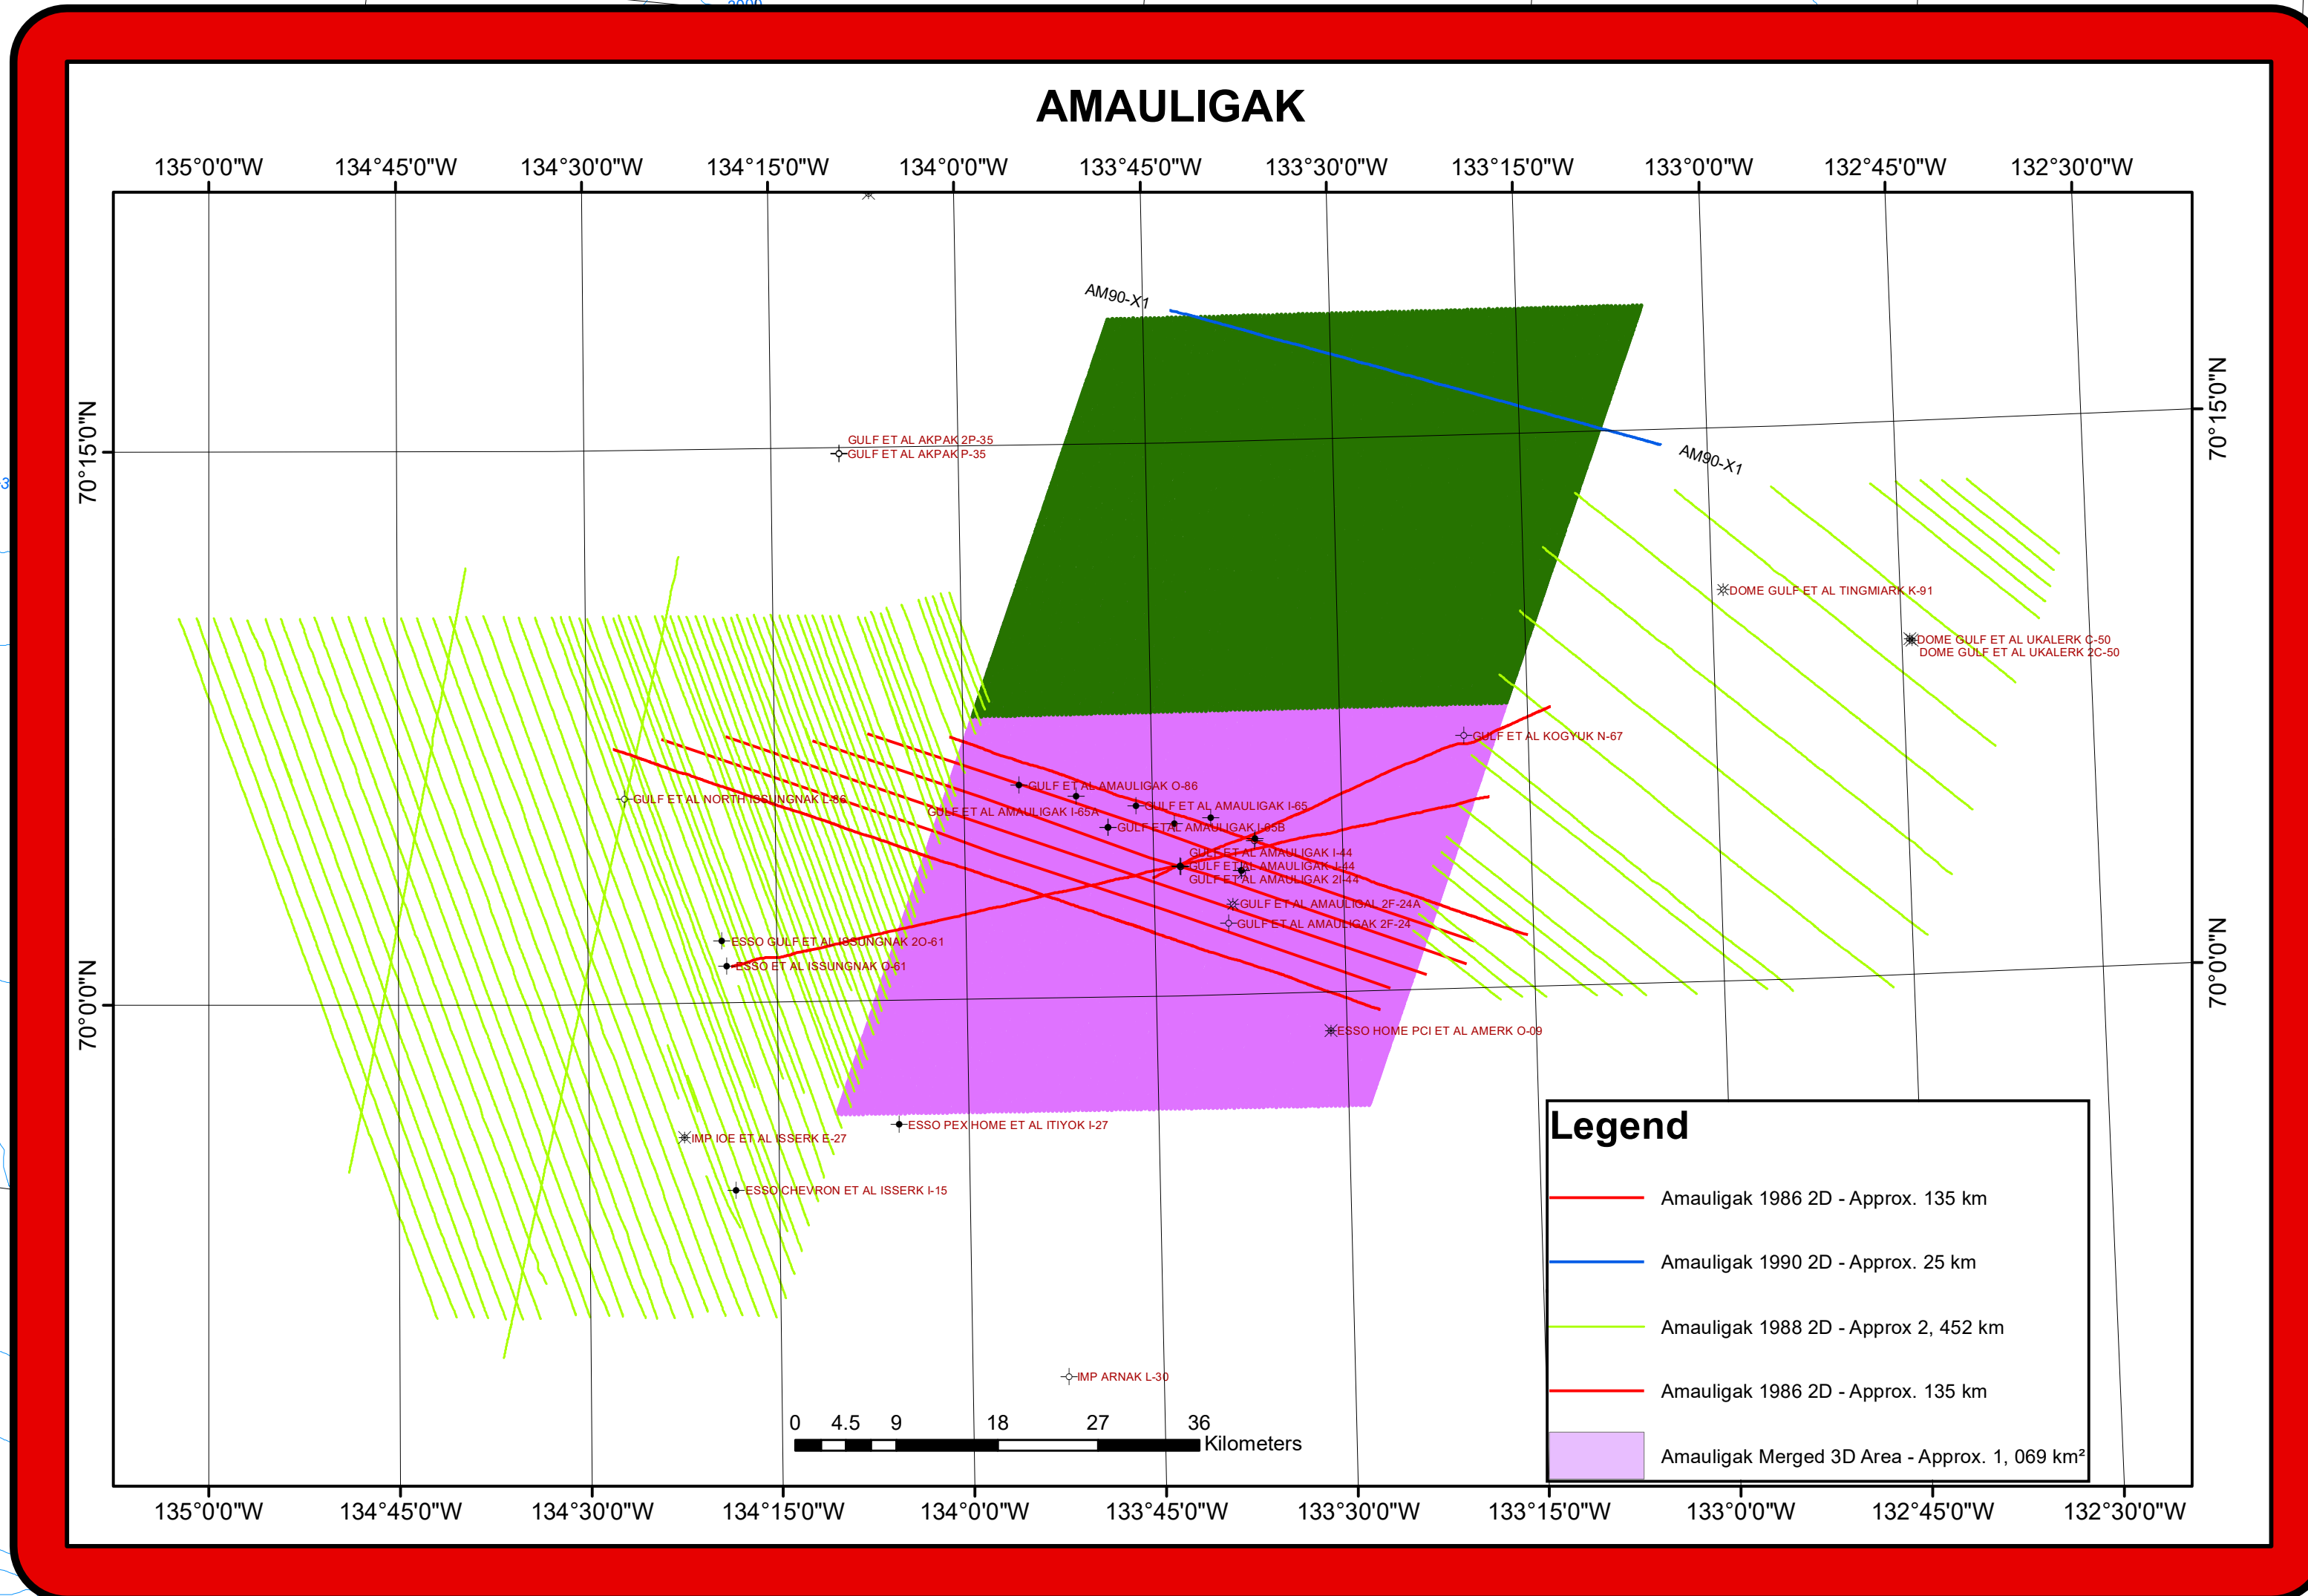 AMAULIGAK
135°0'0"W 134°45'0"W 134°30'0"W 134°15'0"W 134°0'0"W 133°45'0"W 133°30'0"W 133°15'0"W 133°0'0"W 132°45'0"W 132°30'0"W
AM90-X1
70°15'0"N
70°15'0"N
GULF ET AL AKPAK 2P-35
GULF ET AL AKPAK P-35
AM90-X1
DOME GULF ET AL TINGMIARK K-91
DOME GULF ET AL UKALERK C-50
DOME GULF ET AL UKALERK 2C-50
GULF ET AL KOGYUK N-67
GULF ET AL AMAULIGAK O-86
GULF ET AL NORTH ISSUNGNAK L-86
GULF ET AL AMAULIGAK I-65
GULF ET AL AMAULIGAK I-65A
GULF ET AL AMAULIGAK I-65B
GULF ET AL AMAULIGAK I-44
GULF ET AL AMAULIGAK J-44
GULF ET AL AMAULIGAK 2I-44
GULF ET AL AMAULIGAL 2F-24A
GULF ET AL AMAULIGAK 2F-24
ESSO GULF ET AL ISSUNGNAK 2O-61
ESSO ET AL ISSUNGNAK O-61
70°0'0"N
70°0'0"N
ESSO HOME PCI ET AL AMERK O-09
ESSO PEX HOME ET AL ITIYOK I-27
IMP IOE ET AL ISSERK E-27
ESSO CHEVRON ET AL ISSERK I-15
IMP ARNAK L-30
0 4.5 9 18 27 36
Kilometers
Legend
Amauligak 1986 2D - Approx. 135 km
Amauligak 1990 2D - Approx. 25 km
Amauligak 1988 2D - Approx 2, 452 km
Amauligak 1986 2D - Approx. 135 km
Amauligak Merged 3D Area - Approx. 1, 069 km²
135°0'0"W 134°45'0"W 134°30'0"W 134°15'0"W 134°0'0"W 133°45'0"W 133°30'0"W 133°15'0"W 133°0'0"W 132°45'0"W 132°30'0"W